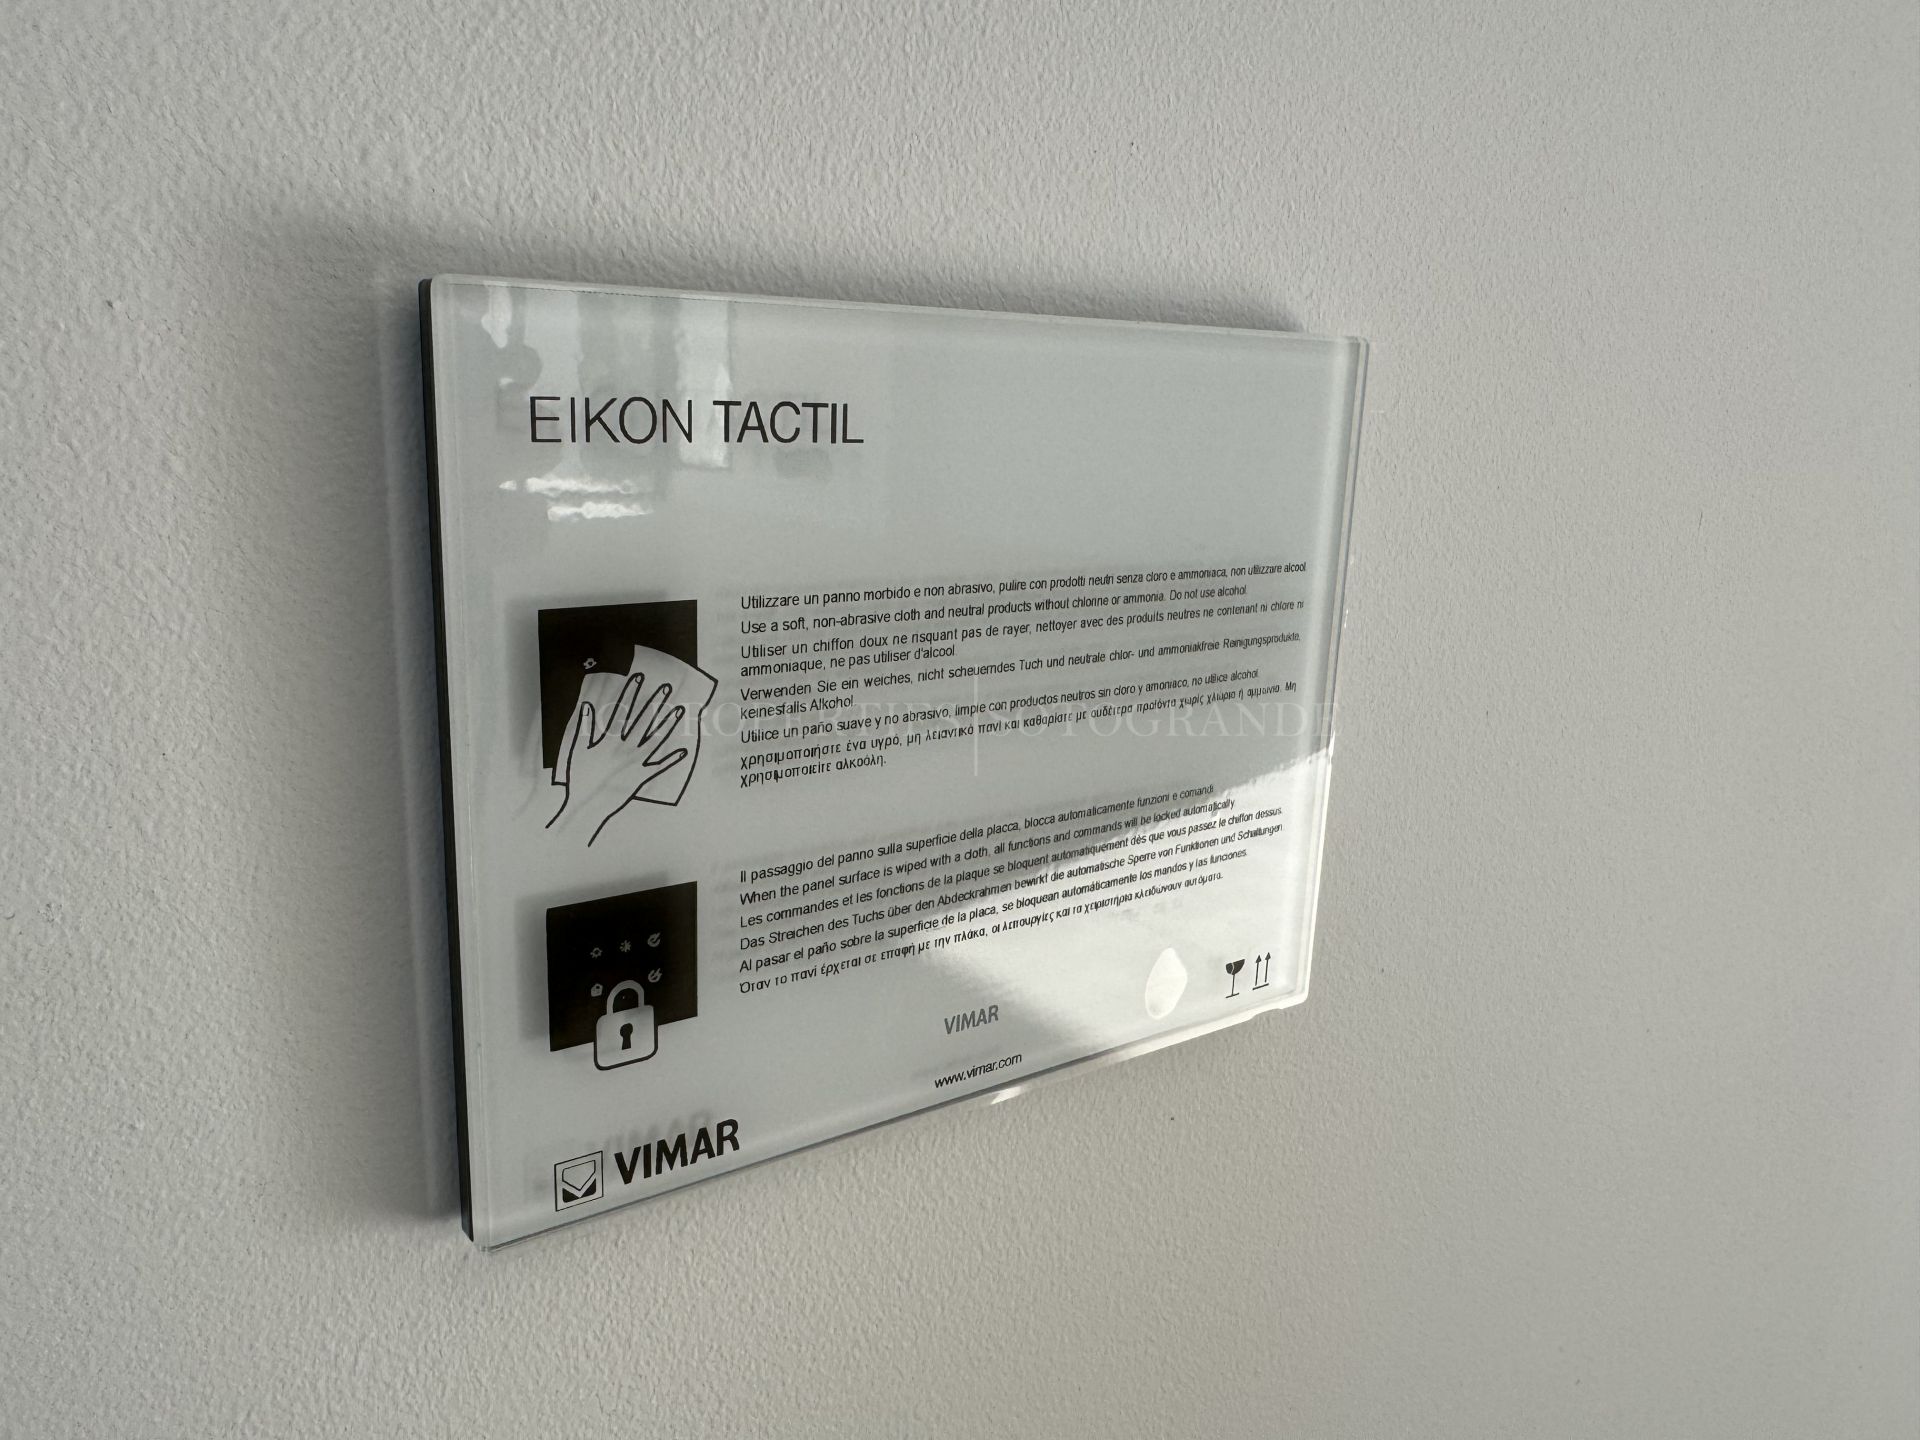 EIKON TACTIL
Utilizzare un panno morbido e non abrasivo, pulire con prodotti neutri senza cloro e ammoniaca, non utilizzare alcool
Use a soft, non-abrasive cloth and neutral products without chlorine or ammonia. Do not use alcohol
Utiliser un chiffon doux ne risquant pas de rayer, nettoyer avec des produits neutres ne contenant ni chlore ni
ammoniaque, ne pas utiliser d'alcool
Verwenden Sie ein weiches, nicht scheuerndes Tuch und neutrale chlor- und ammoniakfreie Reinigungsprodukte,
keinesfalls Alkohol
Utilice un paño suave y no abrasivo, limpie con productos neutros sin cloro y amoniaco, no utilice alcohol
χρησιμοποιήστε ένα υγρό, μη λειαντικό πανί και καθαρίστε με ουδέτερα προϊόντα χωρίς χλώριο ή αμμωνία. Μη
χρησιμοποιείτε αλκοόλη.
Il passaggio del panno sulla superficie della placca, blocca automaticamente funzioni e comandi
When the panel surface is wiped with a cloth, all functions and commands will be locked automatically
Les commandes et les fonctions de la plaque se bloquent automatiquement dès que vous passez le chiffon dessus.
Das Streichen des Tuchs über den Abdeckrahmen bewirkt die automatische Sperre von Funktionen und Schaltungen
Al pasar el paño sobre la superficie de la placa, se bloquean automáticamente los mandos y las funciones.
Όταν το πανί έρχεται σε επαφή με την πλάκα, οι λειτουργίες και τα χειριστήρια κλειδώνουν αυτόματα.
VIMAR
www.vimar.com
VIMAR